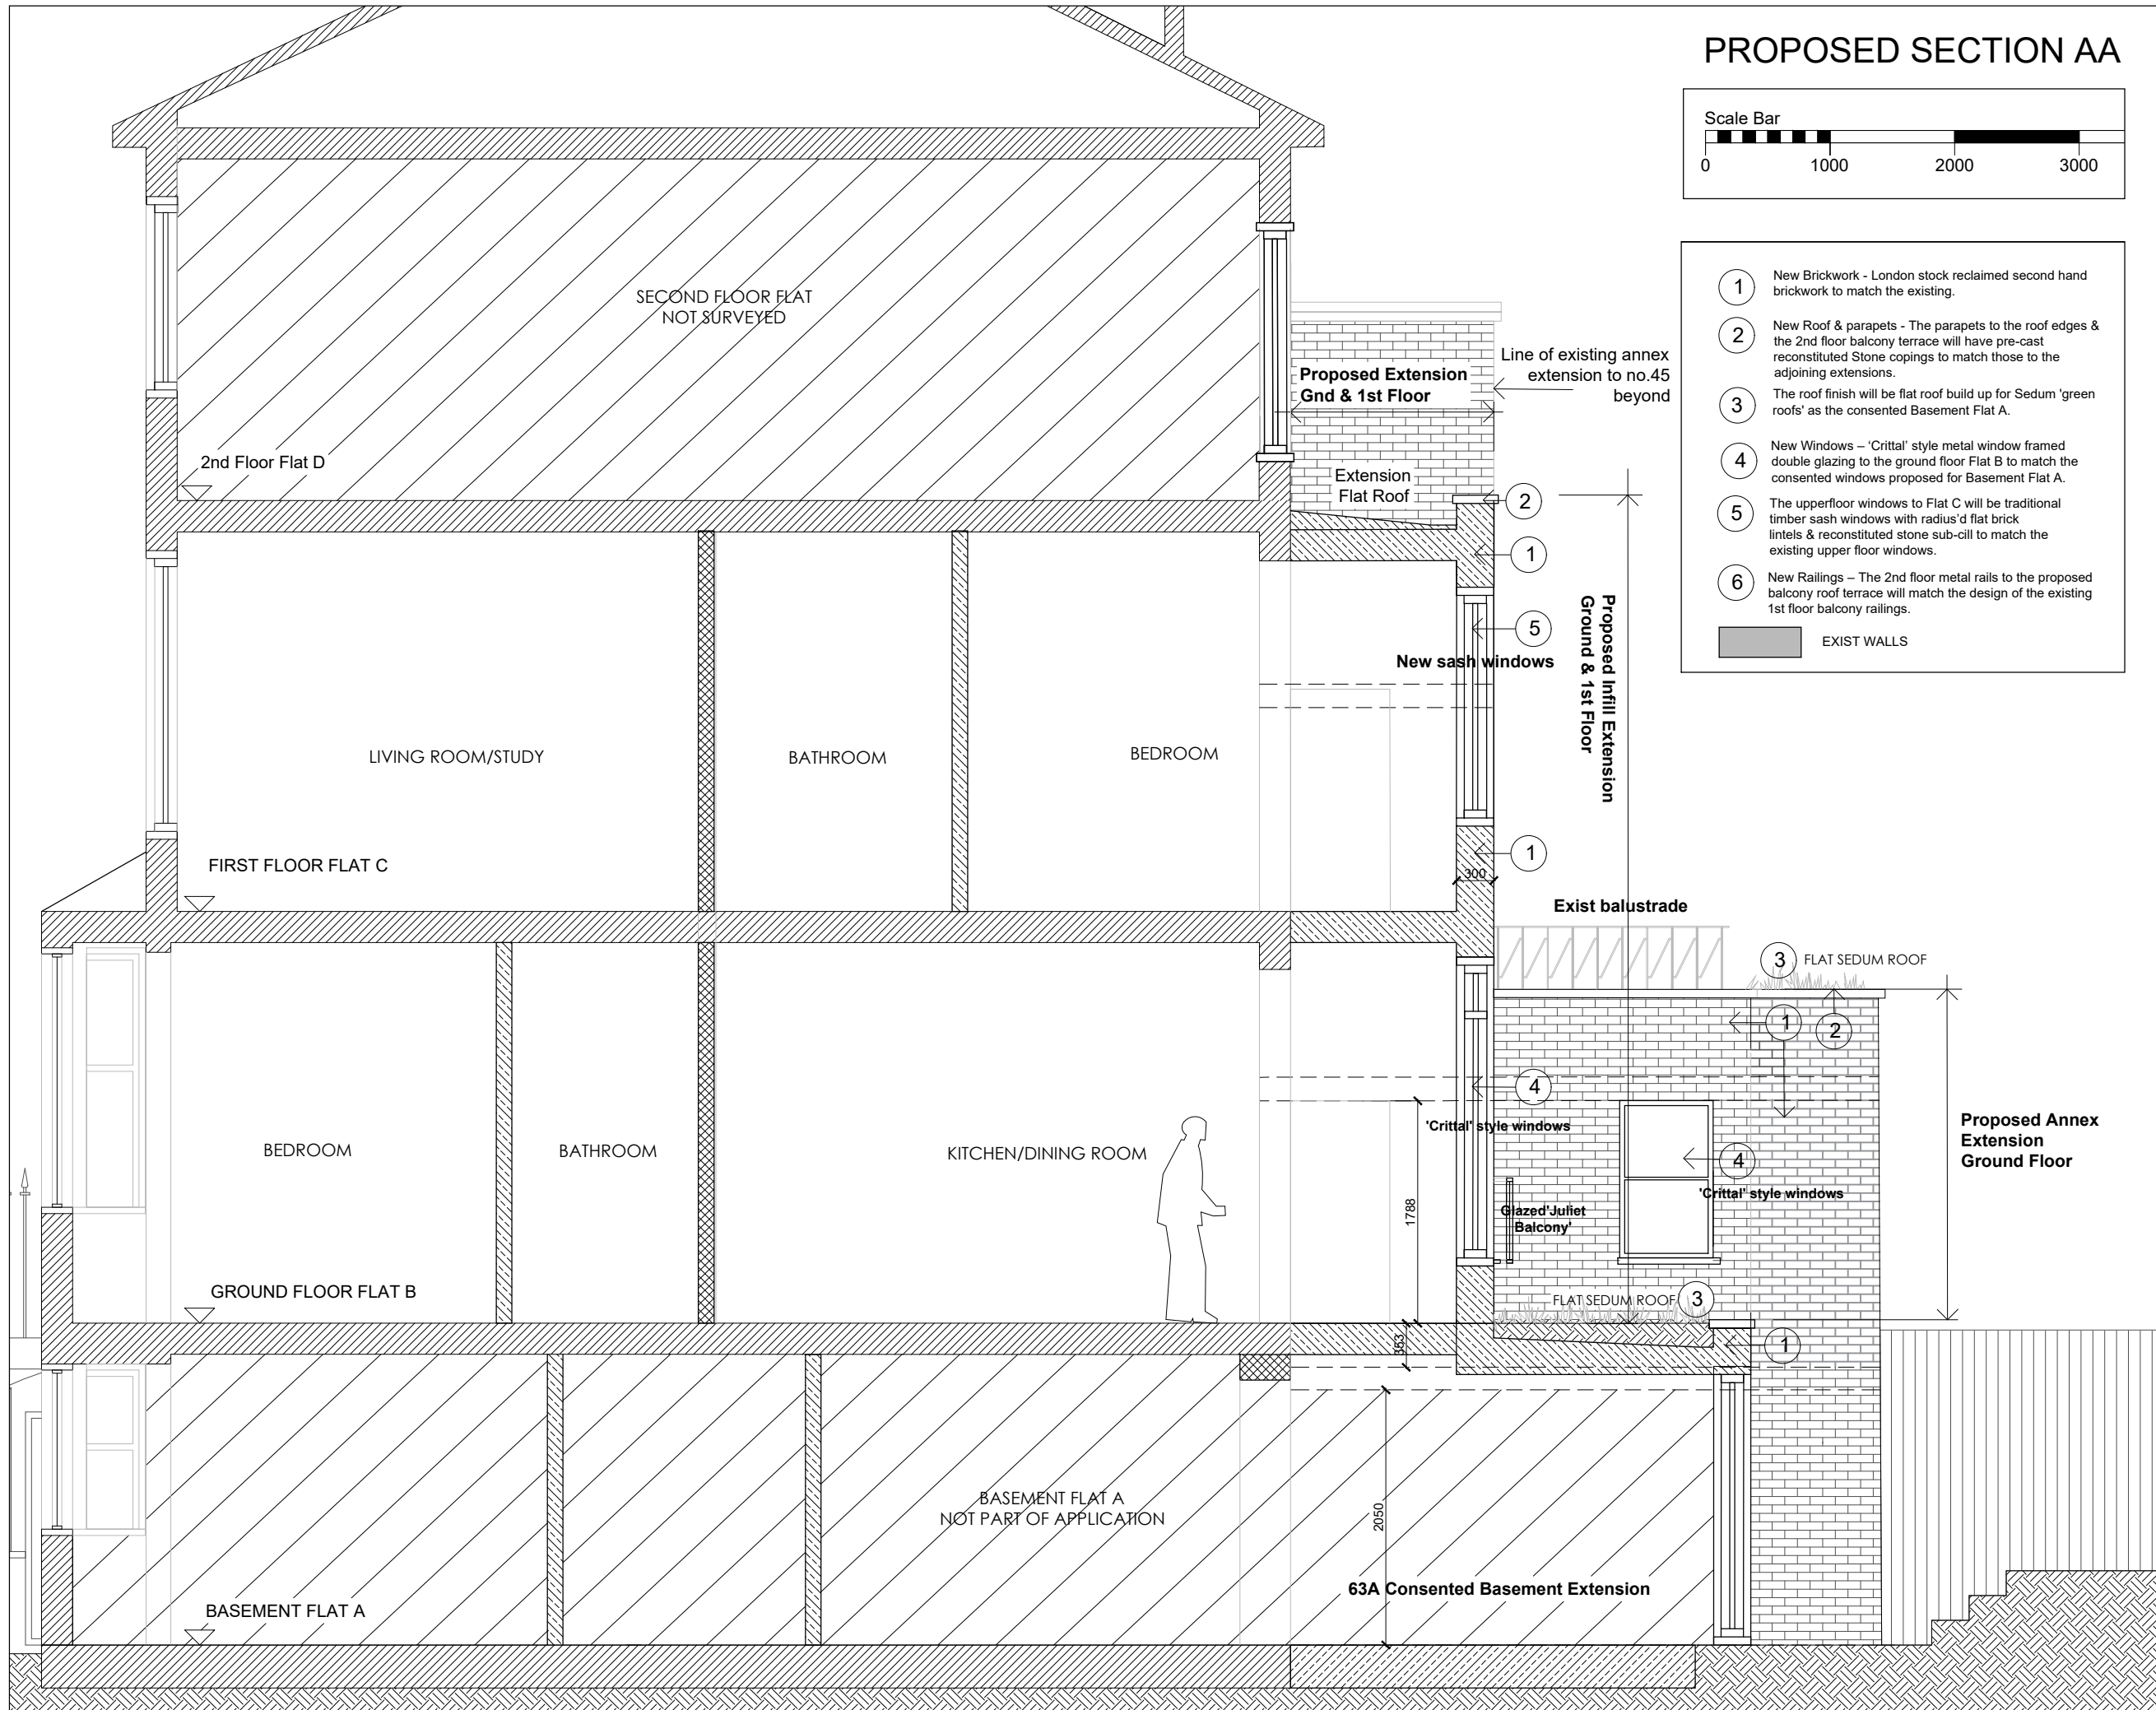 PROPOSED SECTION AA
Scale Bar
0 1000 2000 3000
1 New Brickwork - London stock reclaimed second hand
brickwork to match the existing.
2 New Roof & parapets - The parapets to the roof edges &
the 2nd floor balcony terrace will have pre-cast
reconstituted Stone copings to match those to the
adjoining extensions.
3 The roof finish will be flat roof build up for Sedum 'green
roofs' as the consented Basement Flat A.
4 New Windows – ‘Crittal’ style metal window framed
double glazing to the ground floor Flat B to match the
consented windows proposed for Basement Flat A.
5 The upperfloor windows to Flat C will be traditional
timber sash windows with radius’d flat brick
lintels & reconstituted stone sub-cill to match the
existing upper floor windows.
6 New Railings – The 2nd floor metal rails to the proposed
balcony roof terrace will match the design of the existing
1st floor balcony railings.
EXIST WALLS
SECOND FLOOR FLAT
NOT SURVEYED
Line of existing annex
extension to no.45
beyond
Proposed Extension
Gnd & 1st Floor
2nd Floor Flat D
Extension
Flat Roof
2
1
5
New sash windows
Proposed Infill Extension
Ground & 1st Floor
LIVING ROOM/STUDY
BATHROOM
BEDROOM
1
300
FIRST FLOOR FLAT C
Exist balustrade
3 FLAT SEDUM ROOF
1
2
4
'Crittal' style windows
Proposed Annex
Extension
Ground Floor
BEDROOM
BATHROOM
KITCHEN/DINING ROOM
4
'Crittal' style windows
1788
Glazed'Juliet
Balcony'
GROUND FLOOR FLAT B
FLAT SEDUM ROOF 3
363
1
BASEMENT FLAT A
NOT PART OF APPLICATION
2050
63A Consented Basement Extension
BASEMENT FLAT A